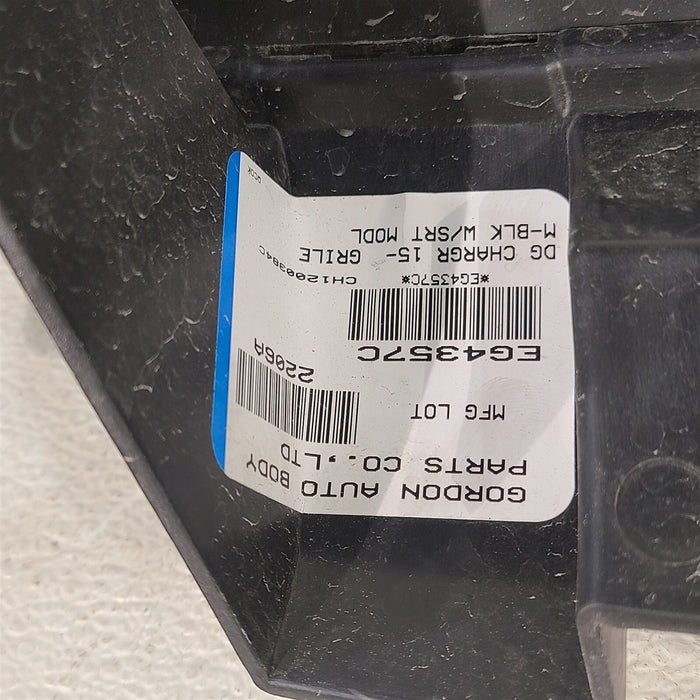 GORDON AUTO BODY
PARTS CO.,LTD
MFG LOT
2206A
EG4357C
*EG4357C*
CH1200384C
DG CHARGR 15- GRILE
M-BLK W/SRT MODL
QCOK